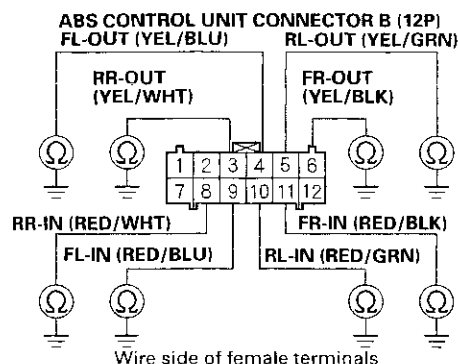 ABS CONTROL UNIT CONNECTOR B (12P)
FL-OUT (YEL/BLU) RL-OUT (YEL/GRN)
RR-OUT (YEL/WHT)
FR-OUT (YEL/BLK)
Ω Ω Ω Ω
1 2 3 4 5 6
7 8 9 10 11 12
RR-IN (RED/WHT) FR-IN (RED/BLK)
FL-IN (RED/BLU) RL-IN (RED/GRN)
Ω Ω Ω Ω
Wire side of female terminals